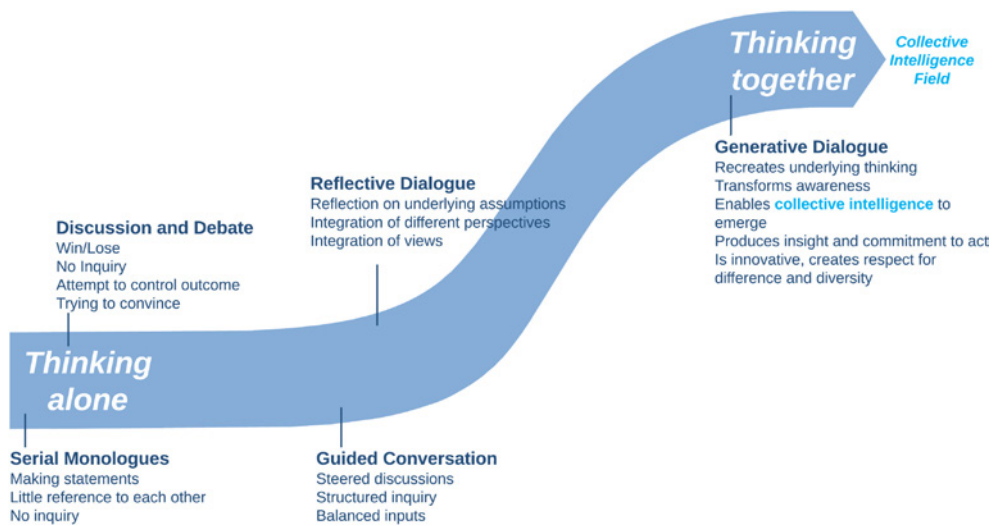 Thinking
together
Collective
Intelligence
Field
Generative Dialogue
Recreates underlying thinking
Transforms awareness
Enables collective intelligence to
emerge
Produces insight and commitment to act
Is innovative, creates respect for
difference and diversity
Reflective Dialogue
Reflection on underlying assumptions
Integration of different perspectives
Integration of views
Discussion and Debate
Win/Lose
No Inquiry
Attempt to control outcome
Trying to convince
Thinking
alone
Serial Monologues
Making statements
Little reference to each other
No inquiry
Guided Conversation
Steered discussions
Structured inquiry
Balanced inputs